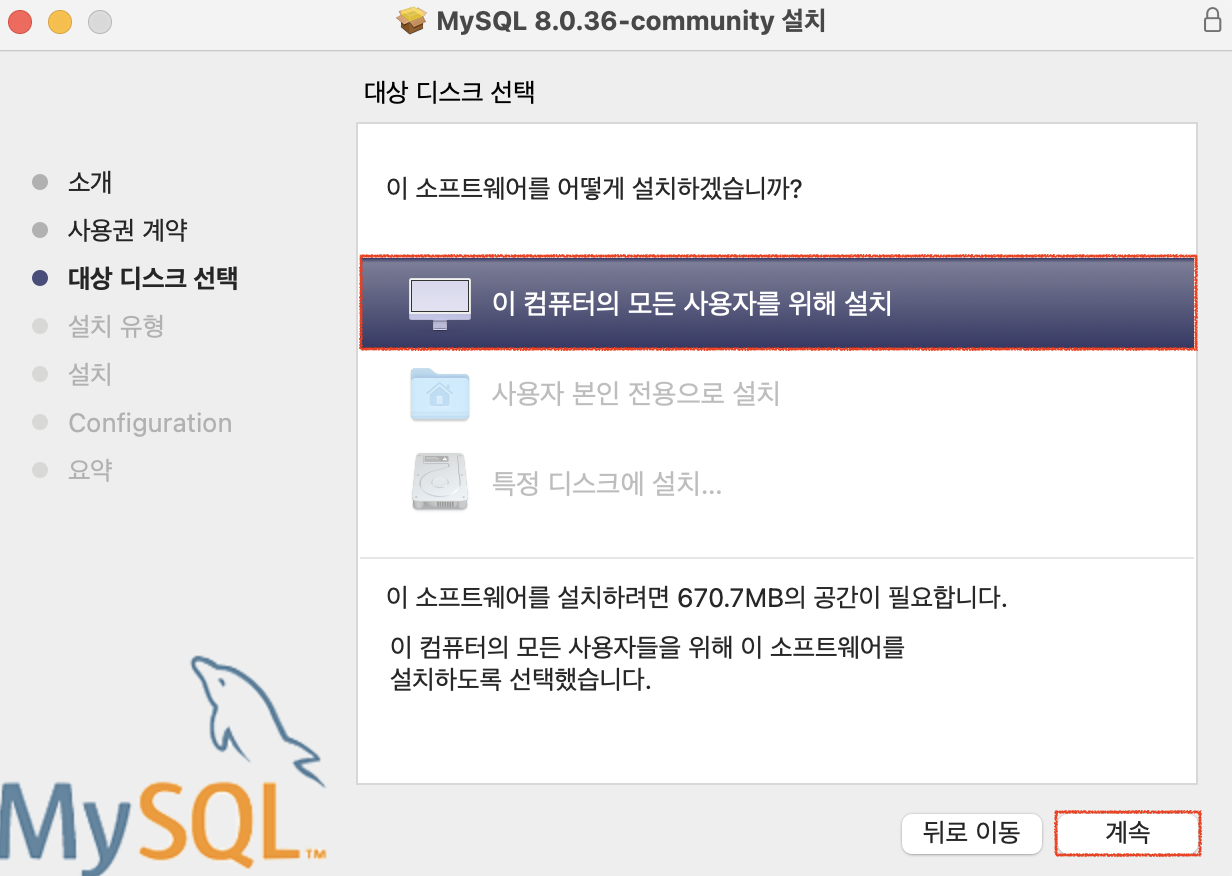 MySQL 8.0.36-community 설치
대상 디스크 선택
소개
사용권 계약
대상 디스크 선택
설치 유형
설치
Configuration
요약
이 소프트웨어를 어떻게 설치하겠습니까?
이 컴퓨터의 모든 사용자를 위해 설치
사용자 본인 전용으로 설치
특정 디스크에 설치...
이 소프트웨어를 설치하려면 670.7MB의 공간이 필요합니다.
이 컴퓨터의 모든 사용자들을 위해 이 소프트웨어를
설치하도록 선택했습니다.
MySQL™
뒤로 이동
계속